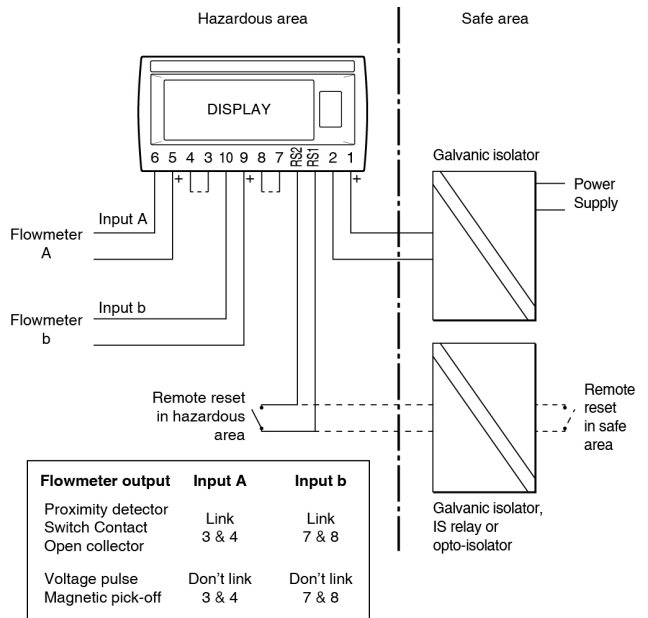 Hazardous area
Safe area
DISPLAY
6 5 4 3 10 9 8 7 RS2 RS1 2 1
+ + +
Galvanic isolator
Power
Supply
Input A
Flowmeter
A
Input b
Flowmeter
b
Remote reset
in hazardous
area
Remote
reset
in safe
area
Galvanic isolator,
IS relay or
opto-isolator
Flowmeter output Input A Input b
Proximity detector
Switch Contact
Open collector
Link
3 & 4
Link
7 & 8
Voltage pulse
Magnetic pick-off
Don't link
3 & 4
Don't link
7 & 8